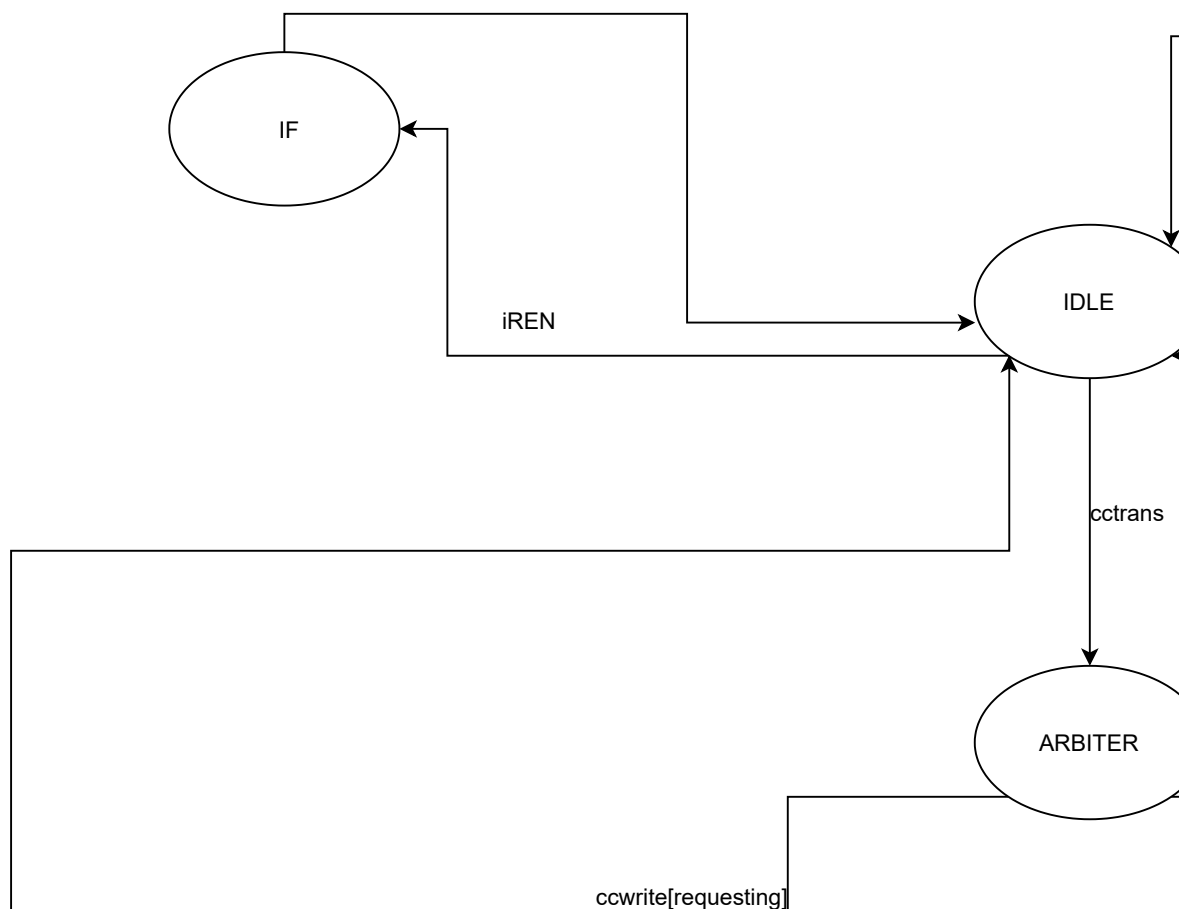 IF
IDLE
iREN
cctrans
ARBITER
ccwrite[requesting]